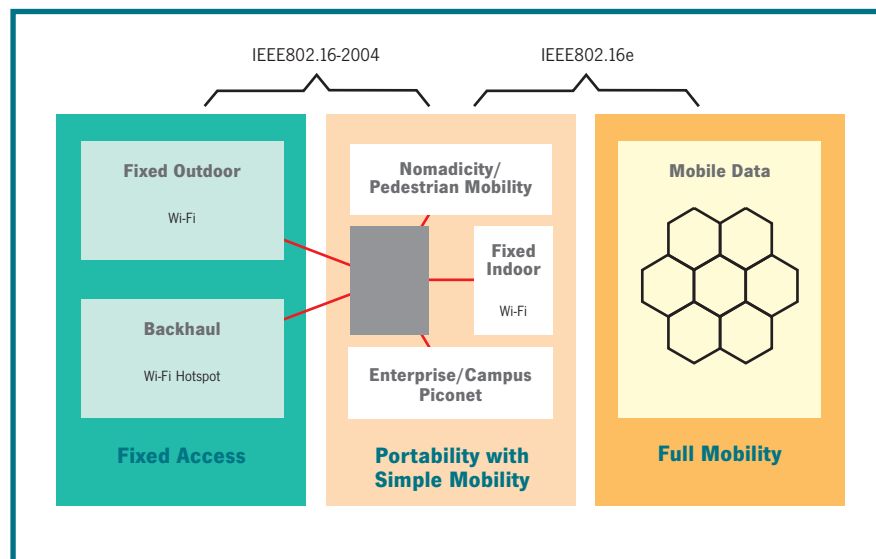 IEEE802.16-2004
IEEE802.16e
Fixed Outdoor
Wi-Fi
Backhaul
Wi-Fi Hotspot
Fixed Access
Nomadicity/
Pedestrian Mobility
Fixed
Indoor
Wi-Fi
Enterprise/Campus
Piconet
Portability with
Simple Mobility
Mobile Data
Full Mobility